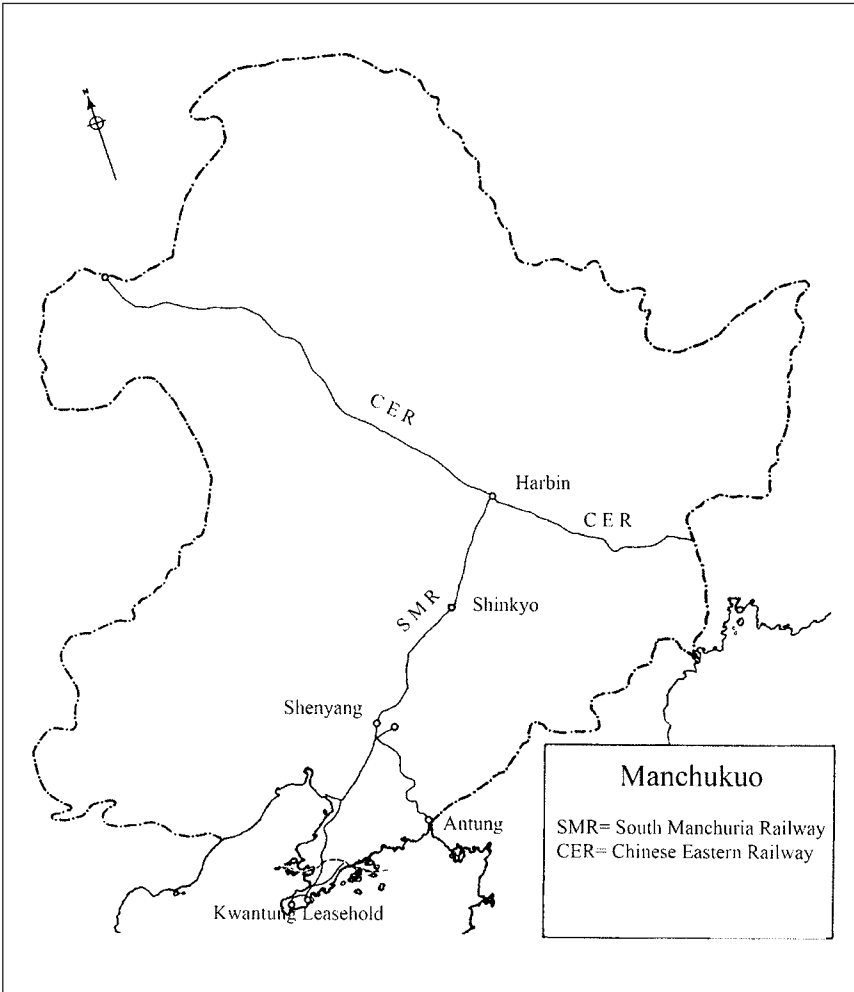 N
CER
Harbin
CER
SMR
Shinkyo
Shenyang
Manchukuo
SMR= South Manchuria Railway
CER= Chinese Eastern Railway
Antung
Kwantung Leasehold